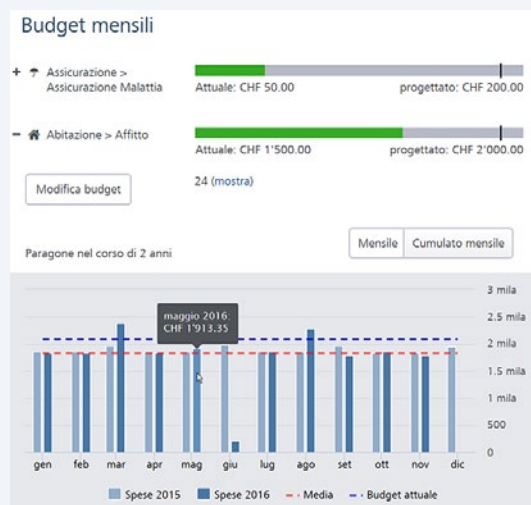 Budget mensili
+ Assicurazione >
Assicurazione Malattia
Attuale: CHF 50.00 progettato: CHF 200.00
− Abitazione > Affitto
Attuale: CHF 1'500.00 progettato: CHF 2'000.00
Modifica budget
24 (mostra)
Paragone nel corso di 2 anni
Mensile Cumulato mensile
3 mila
2.5 mila
2 mila
1.5 mila
1 mila
500
0
maggio 2016:
CHF 1'913.35
gen feb mar apr mag giu lug ago set ott nov dic
Spese 2015 Spese 2016 Media Budget attuale